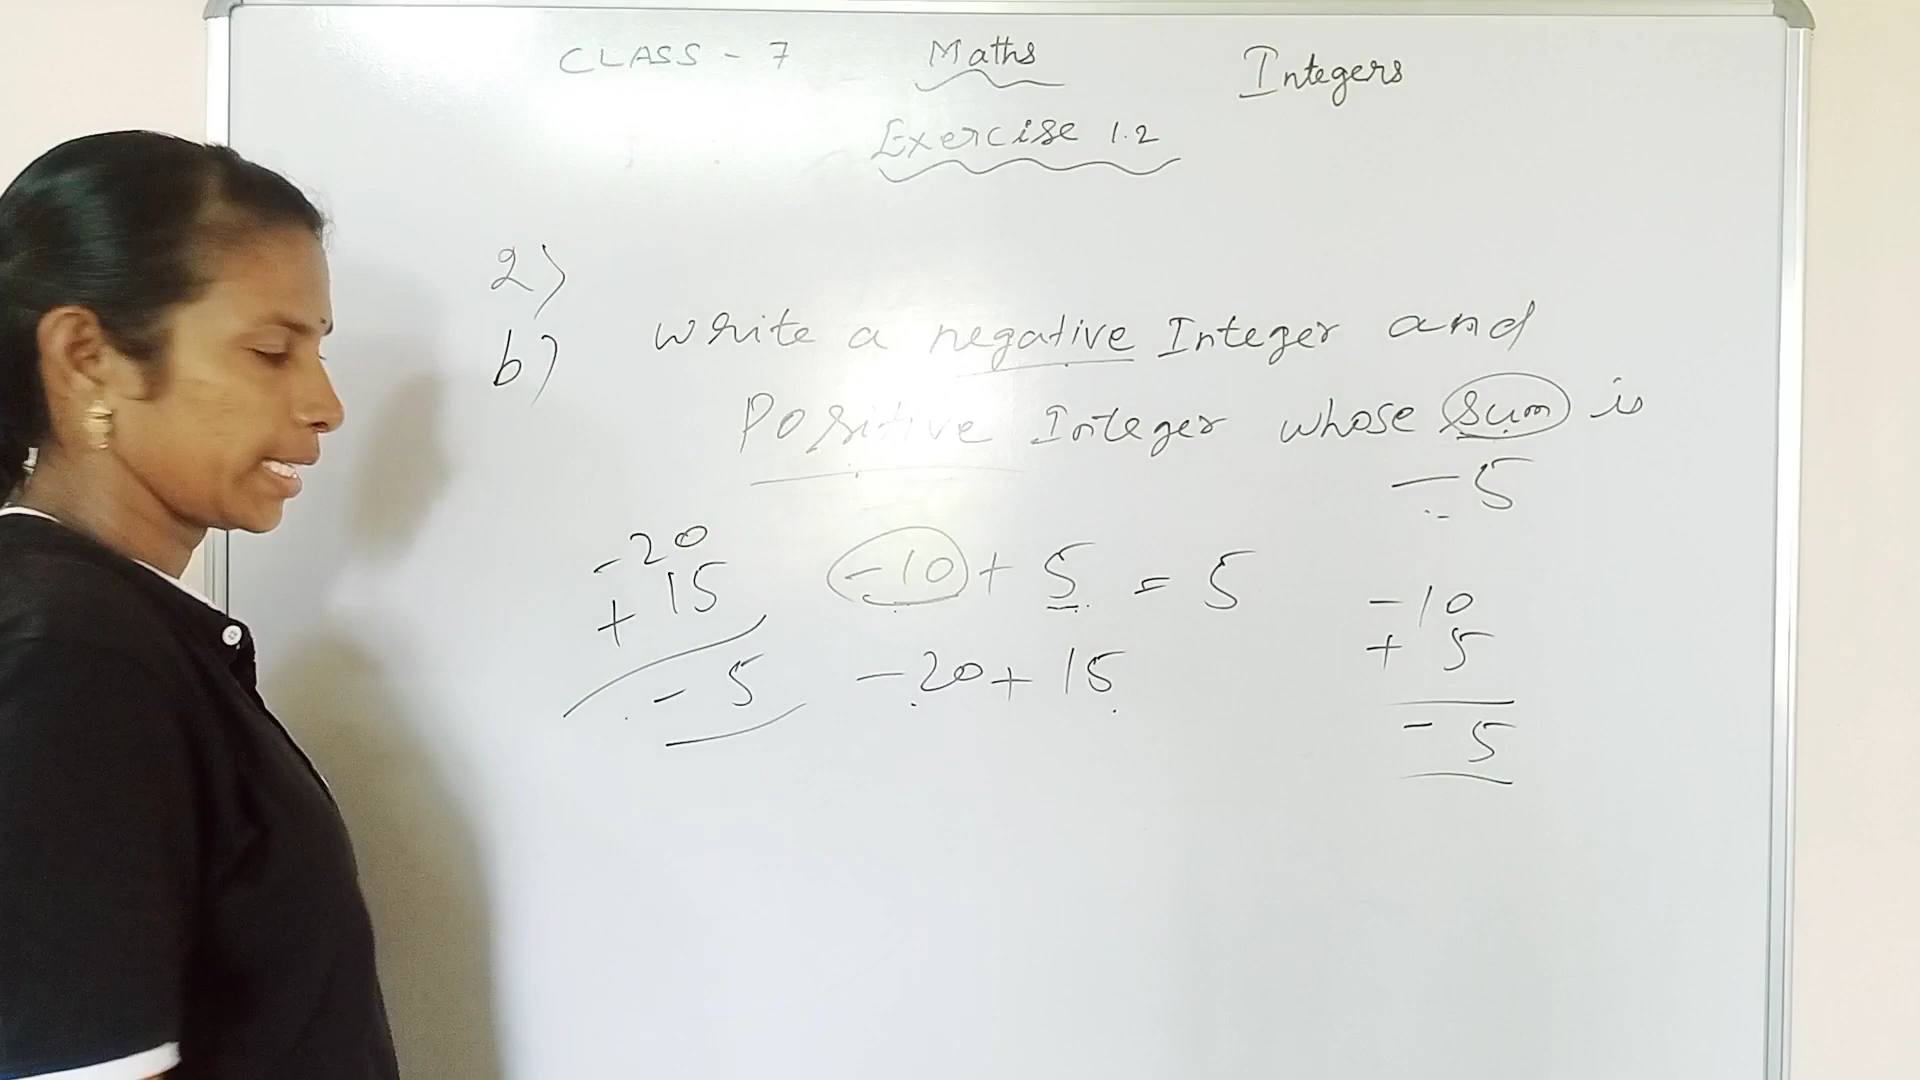 CLASS - 7 Maths Integers
Exercise 1.2
2)
b) Write a negative Integer and
Positive Integer whose sum is
-5
-20
+ 15
- 5
-10 + 5 = 5
-20 + 15
-10
+ 5
- 5